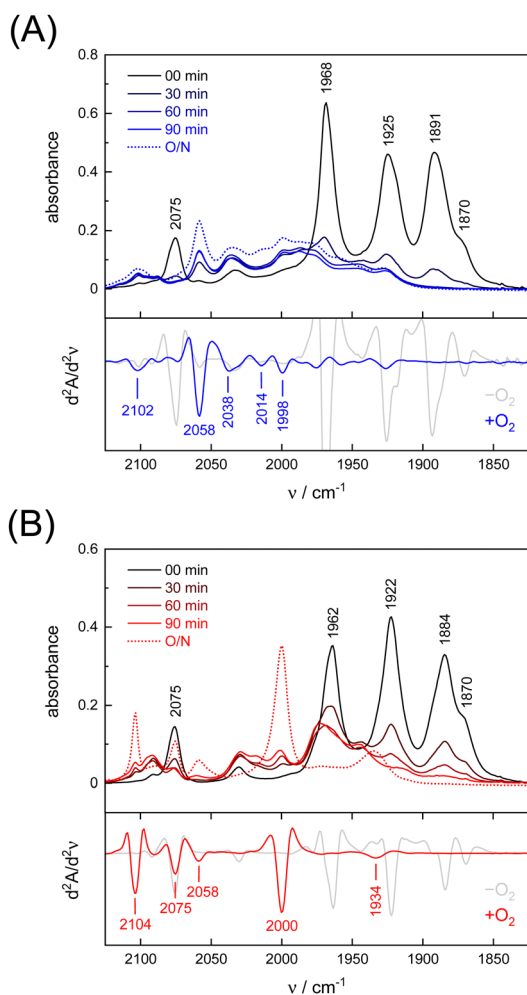 (A)
0.8
0.6
0.4
0.2
0
absorbance
00 min
30 min
60 min
90 min
O/N
2075
1968
1925
1891
1870
d²A/d²ν
2102
2058
2038
2014
1998
−O₂
+O₂
2100 2050 2000 1950 1900 1850
ν / cm⁻¹
(B)
0.6
0.4
0.2
0
absorbance
00 min
30 min
60 min
90 min
O/N
2075
1962
1922
1884
1870
d²A/d²ν
2104
2075
2058
2000
1934
−O₂
+O₂
2100 2050 2000 1950 1900 1850
ν / cm⁻¹